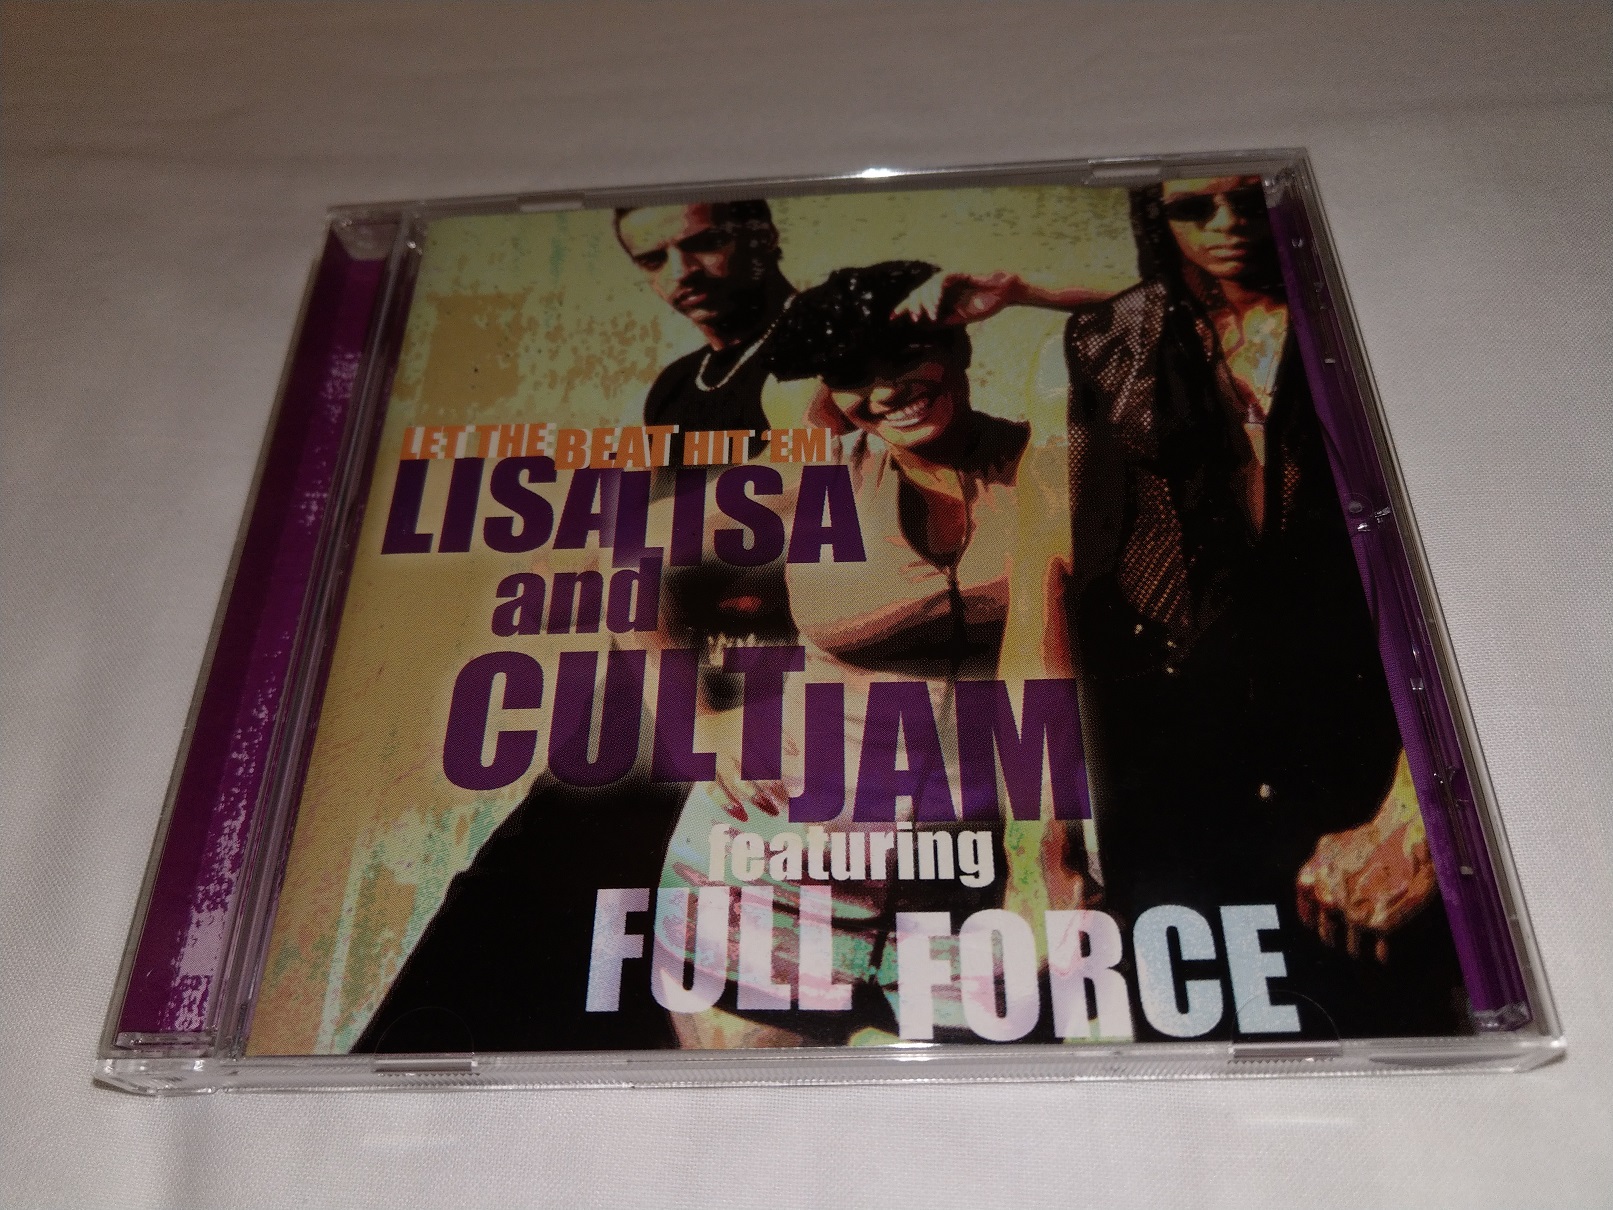 LET THE BEAT HIT 'EM
LISA LISA
and
CULT JAM
featuring
FULL FORCE